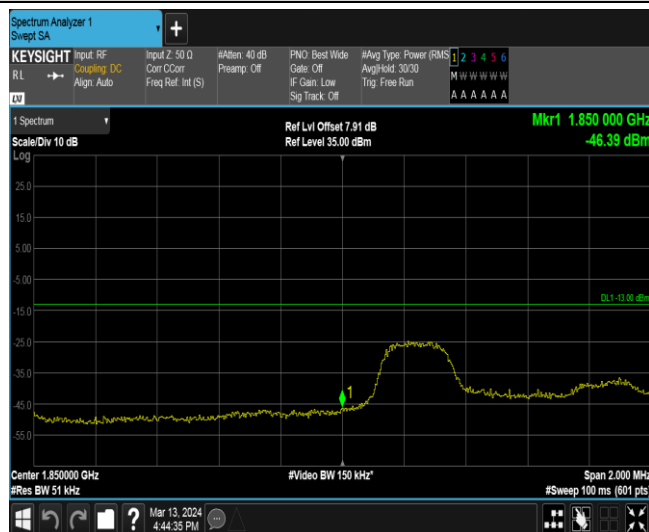 Spectrum Analyzer 1
Swept SA
+
KEYSIGHT Input: RF Input Z: 50 Ω #Atten: 40 dB PNO: Best Wide #Avg Type: Power (RMS 1 2 3 4 5 6
RL Coupling: DC Corr CCorr Preamp: Off Gate: Off Avg|Hold: 30/30 M W W W W W
Align: Auto Freq Ref: Int (S) IF Gain: Low Trig: Free Run
Sig Track: Off A A A A A A
1 Spectrum Ref Lvl Offset 7.91 dB Mkr1 1.850 000 GHz
Scale/Div 10 dB Ref Level 35.00 dBm -46.39 dBm
Log
25.0
15.0
5.00
-5.00
DL1 -13.00 dBm
-15.0
-25.0
-35.0
1
-45.0
-55.0
Center 1.850000 GHz #Video BW 150 kHz* Span 2.000 MHz
#Res BW 51 kHz #Sweep 100 ms (601 pts)
? Mar 13, 2024
4:44:35 PM